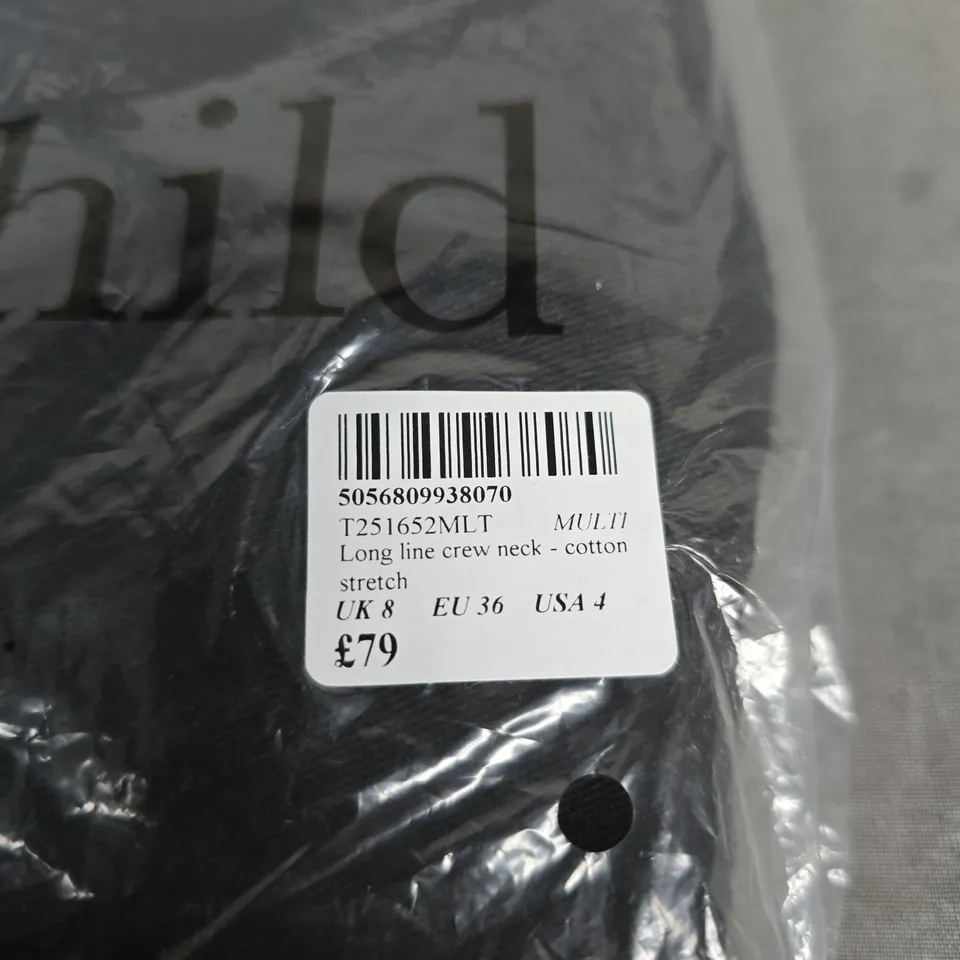 hild
5056809938070
T251652MLT MULTI
Long line crew neck - cotton
stretch
UK 8 EU 36 USA 4
£79